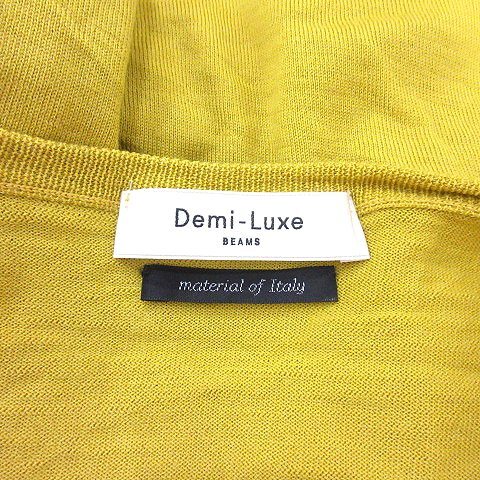 Demi-Luxe
BEAMS
material of Italy